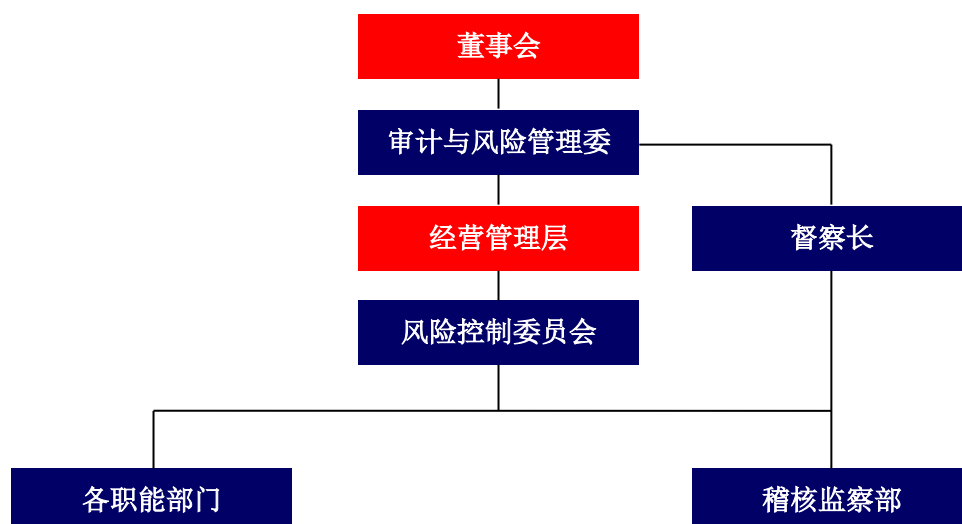 董事会
审计与风险管理委
经营管理层
督察长
风险控制委员会
各职能部门
稽核监察部